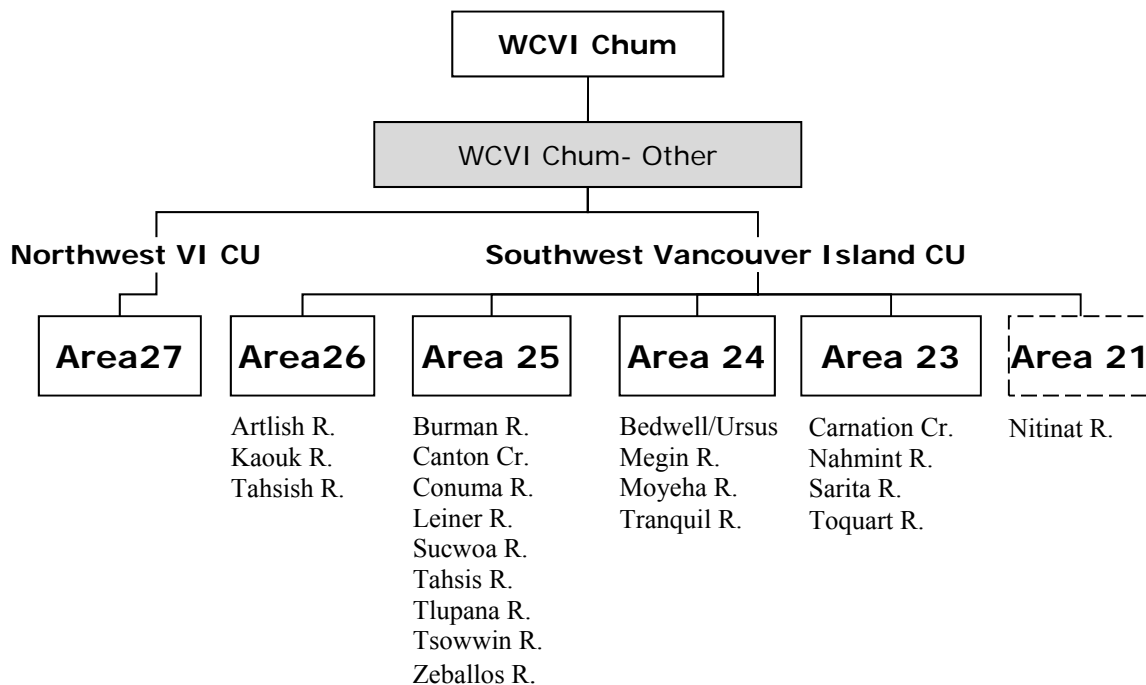 WCVI Chum
WCVI Chum- Other
Northwest VI CU
Southwest Vancouver Island CU
Area27
Area26
Area 25
Area 24
Area 23
Area 21
Artlish R.
Kaouk R.
Tahsish R.
Burman R.
Canton Cr.
Conuma R.
Leiner R.
Sucwoa R.
Tahsis R.
Tlupana R.
Tsowwin R.
Zeballos R.
Bedwell/Ursus
Megin R.
Moyeha R.
Tranquil R.
Carnation Cr.
Nahmint R.
Sarita R.
Toquart R.
Nitinat R.